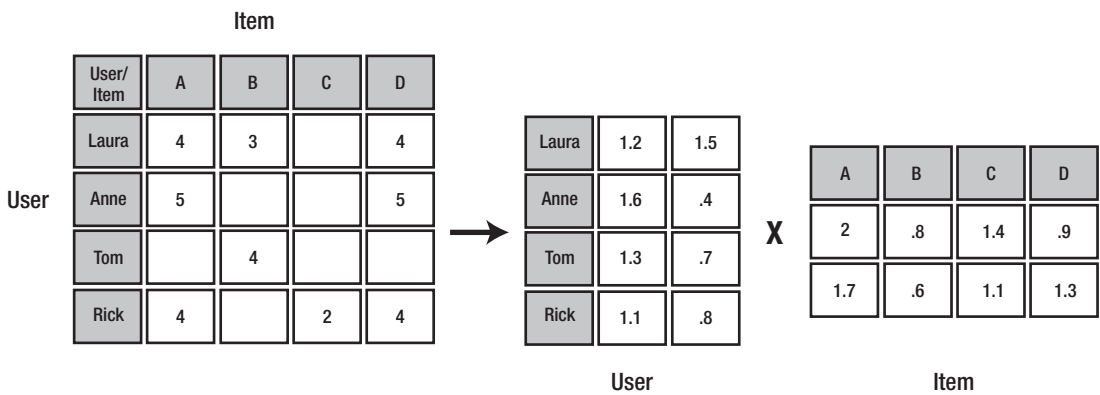 Item
User/
Item A B C D
Laura 4 3 4
Anne 5 5
Tom 4
Rick 4 2 4
User
Laura 1.2 1.5
Anne 1.6 .4
Tom 1.3 .7
Rick 1.1 .8
User
X
A B C D
2 .8 1.4 .9
1.7 .6 1.1 1.3
Item